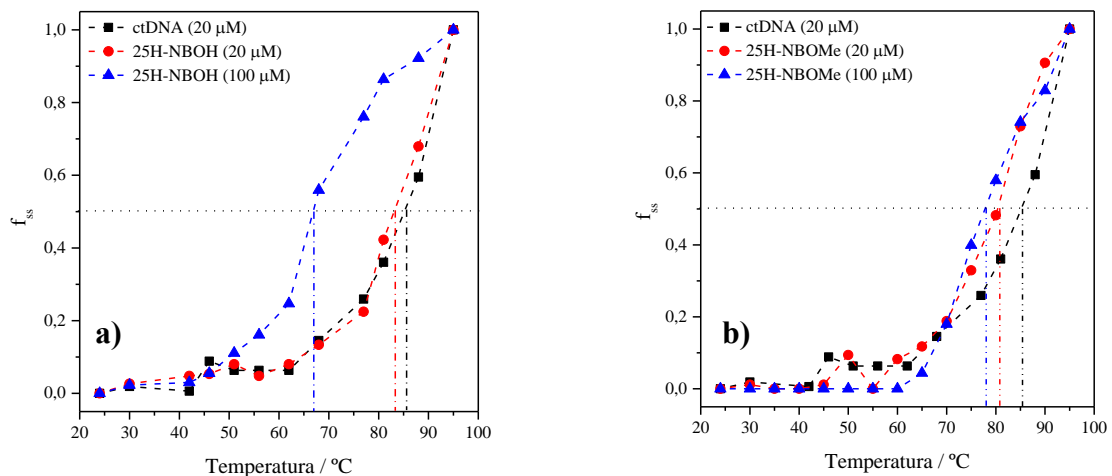 ctDNA (20 µM)
25H-NBOH (20 µM)
25H-NBOH (100 µM)
1,0
0,8
0,6
0,4
0,2
0,0
f_ss
a)
20 30 40 50 60 70 80 90 100
Temperatura / ºC
ctDNA (20 µM)
25H-NBOMe (20 µM)
25H-NBOMe (100 µM)
1,0
0,8
0,6
0,4
0,2
0,0
f_ss
b)
20 30 40 50 60 70 80 90 100
Temperatura / ºC